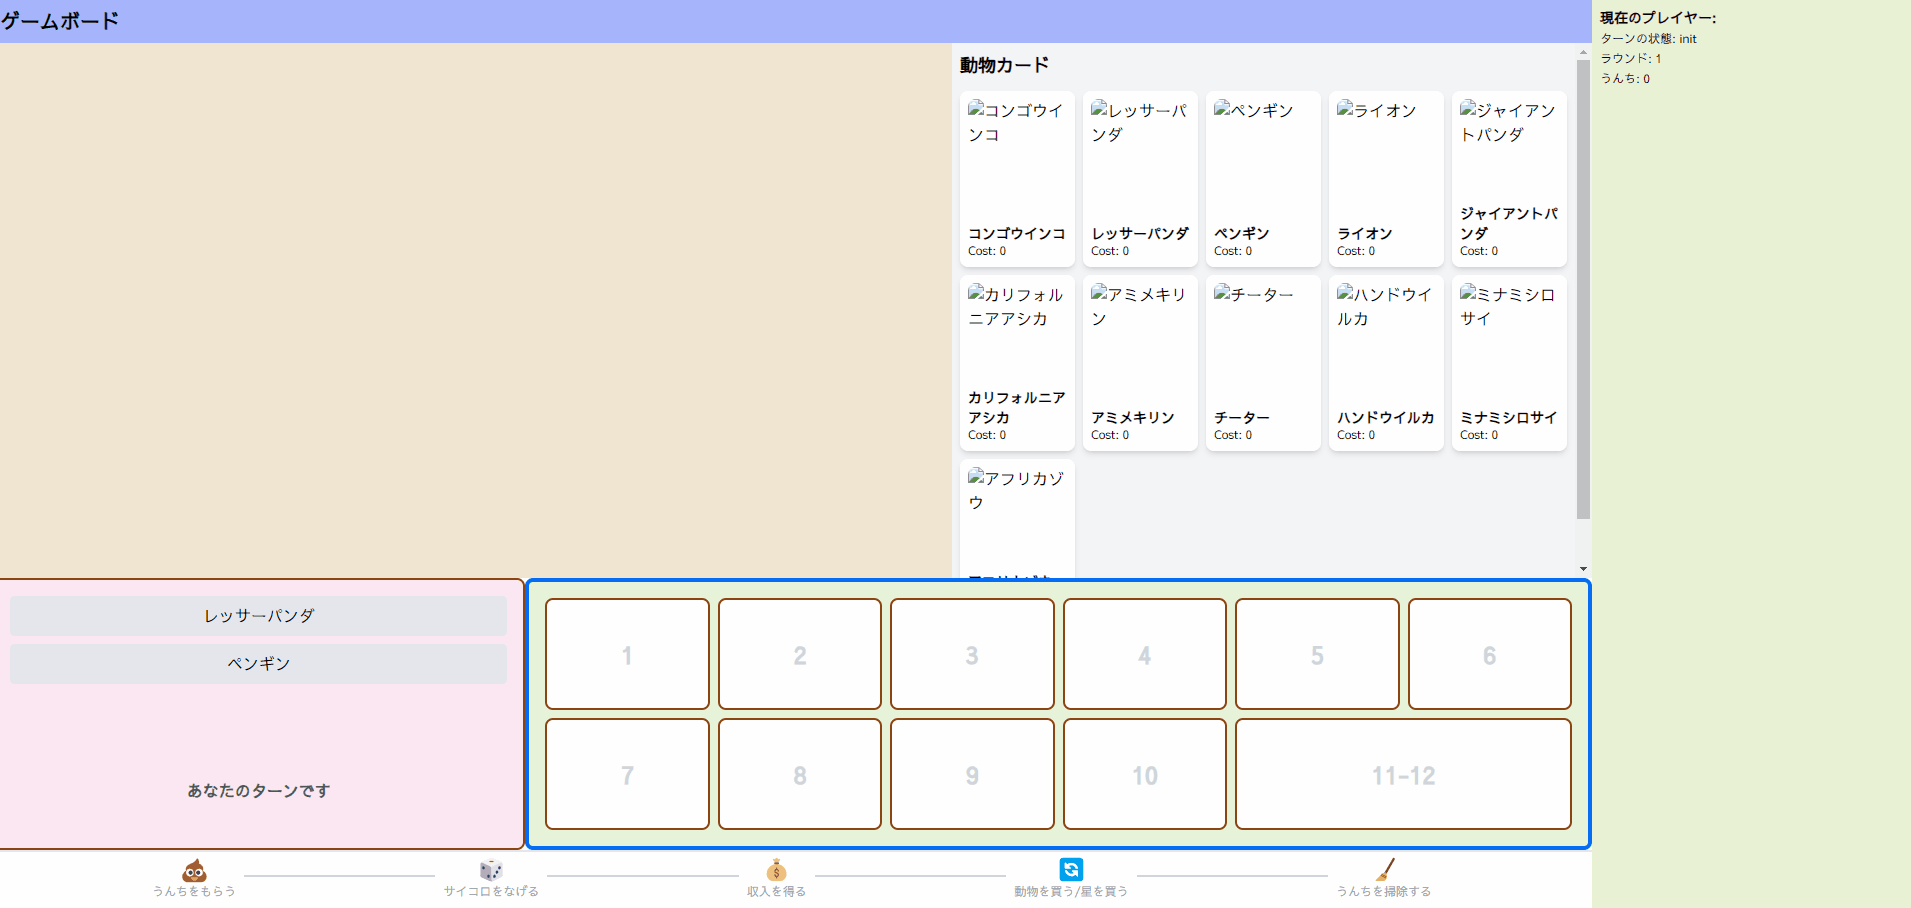 ゲームボード
動物カード
コンゴウイ
ンコ
コンゴウインコ
Cost: 0
レッサーパ
ンダ
レッサーパンダ
Cost: 0
ペンギン
ペンギン
Cost: 0
ライオン
ライオン
Cost: 0
ジャイアン
トパンダ
ジャイアントパ
ンダ
Cost: 0
カリフォル
ニアアシカ
カリフォルニア
アシカ
Cost: 0
アミメキリ
ン
アミメキリン
Cost: 0
チーター
チーター
Cost: 0
ハンドウイ
ルカ
ハンドウイルカ
Cost: 0
ミナミシロ
サイ
ミナミシロサイ
Cost: 0
アフリカゾ
ウ
現在のプレイヤー:
ターンの状態: init
ラウンド: 1
うんち: 0
レッサーパンダ
ペンギン
あなたのターンです
1
2
3
4
5
6
7
8
9
10
11-12
うんちをもらう
サイコロをなげる
収入を得る
動物を買う/星を買う
うんちを掃除する